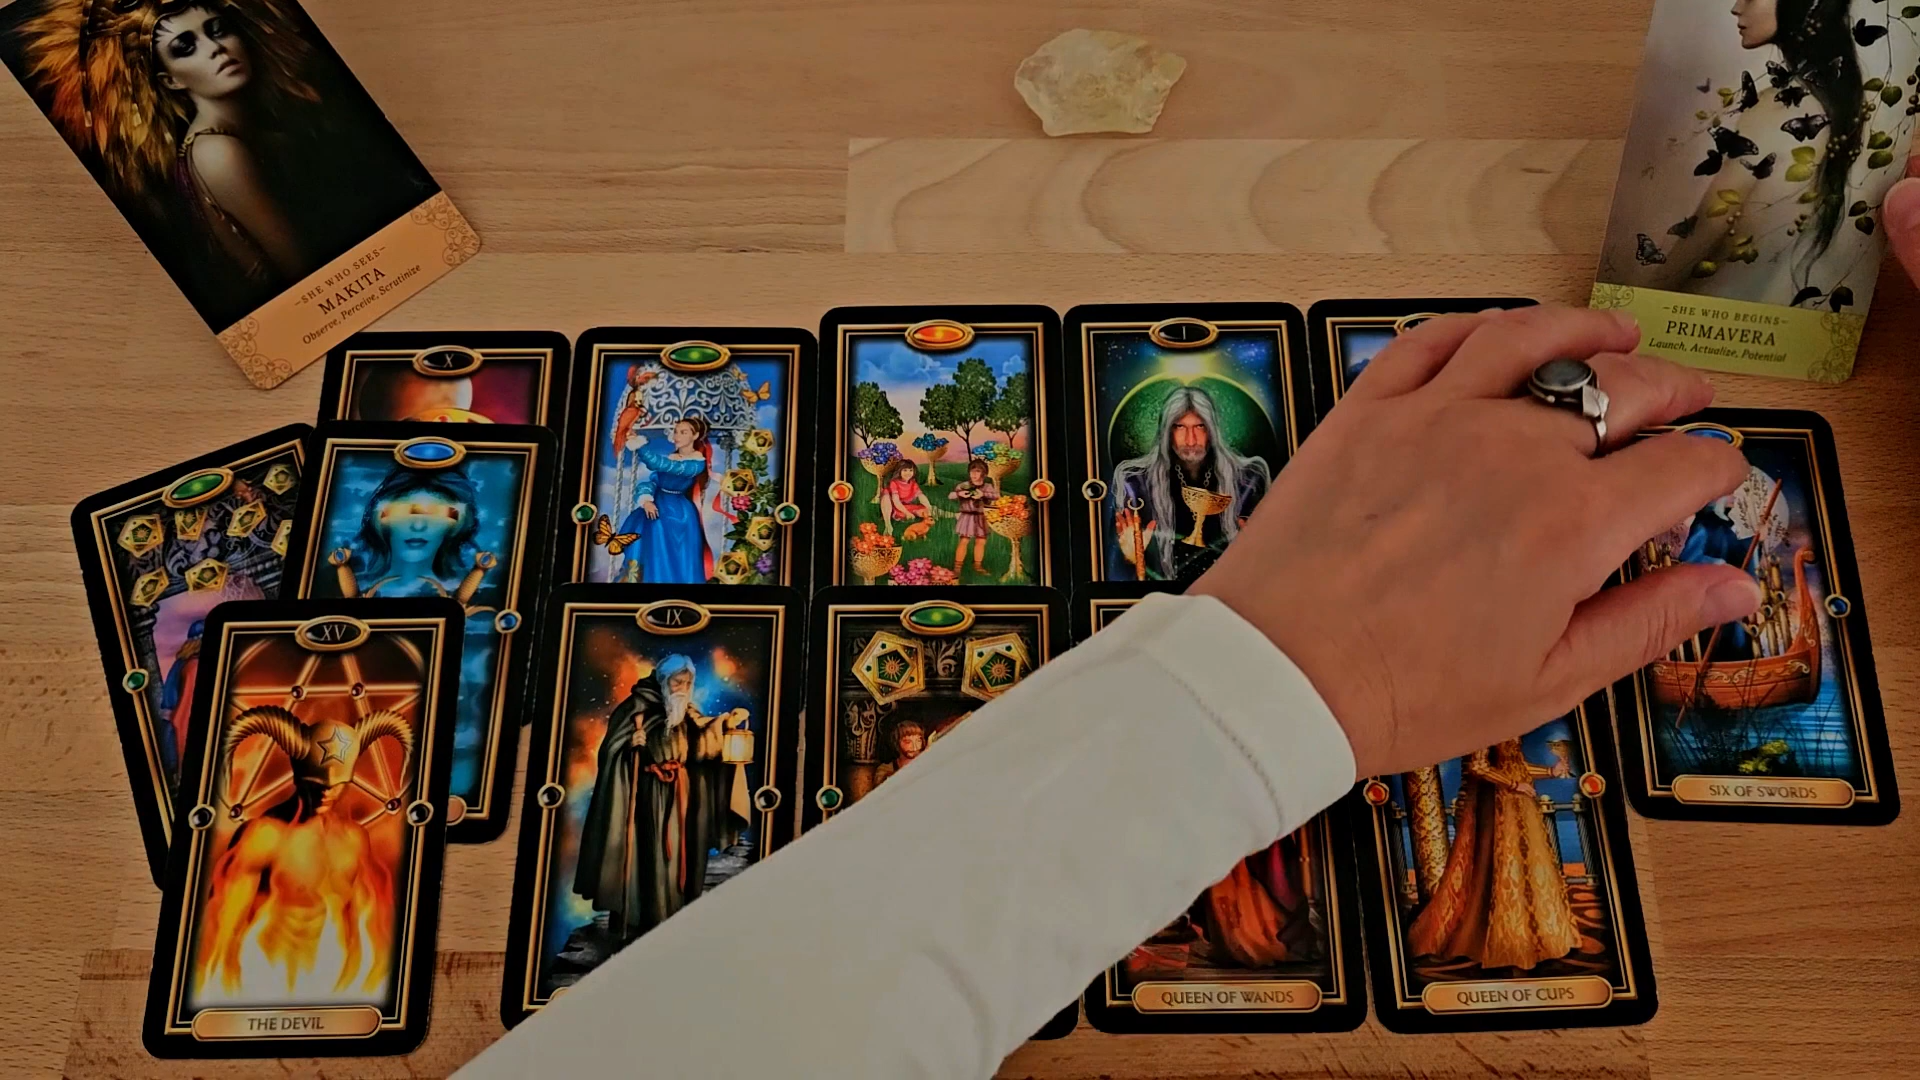 -SHE WHO SEES-
MAKITA
Observe, Perceive, Scrutinize
-SHE WHO BEGINS-
PRIMAVERA
Launch, Actualize, Potential
X
I
XV
IX
SIX OF SWORDS
QUEEN OF WANDS
QUEEN OF CUPS
THE DEVIL